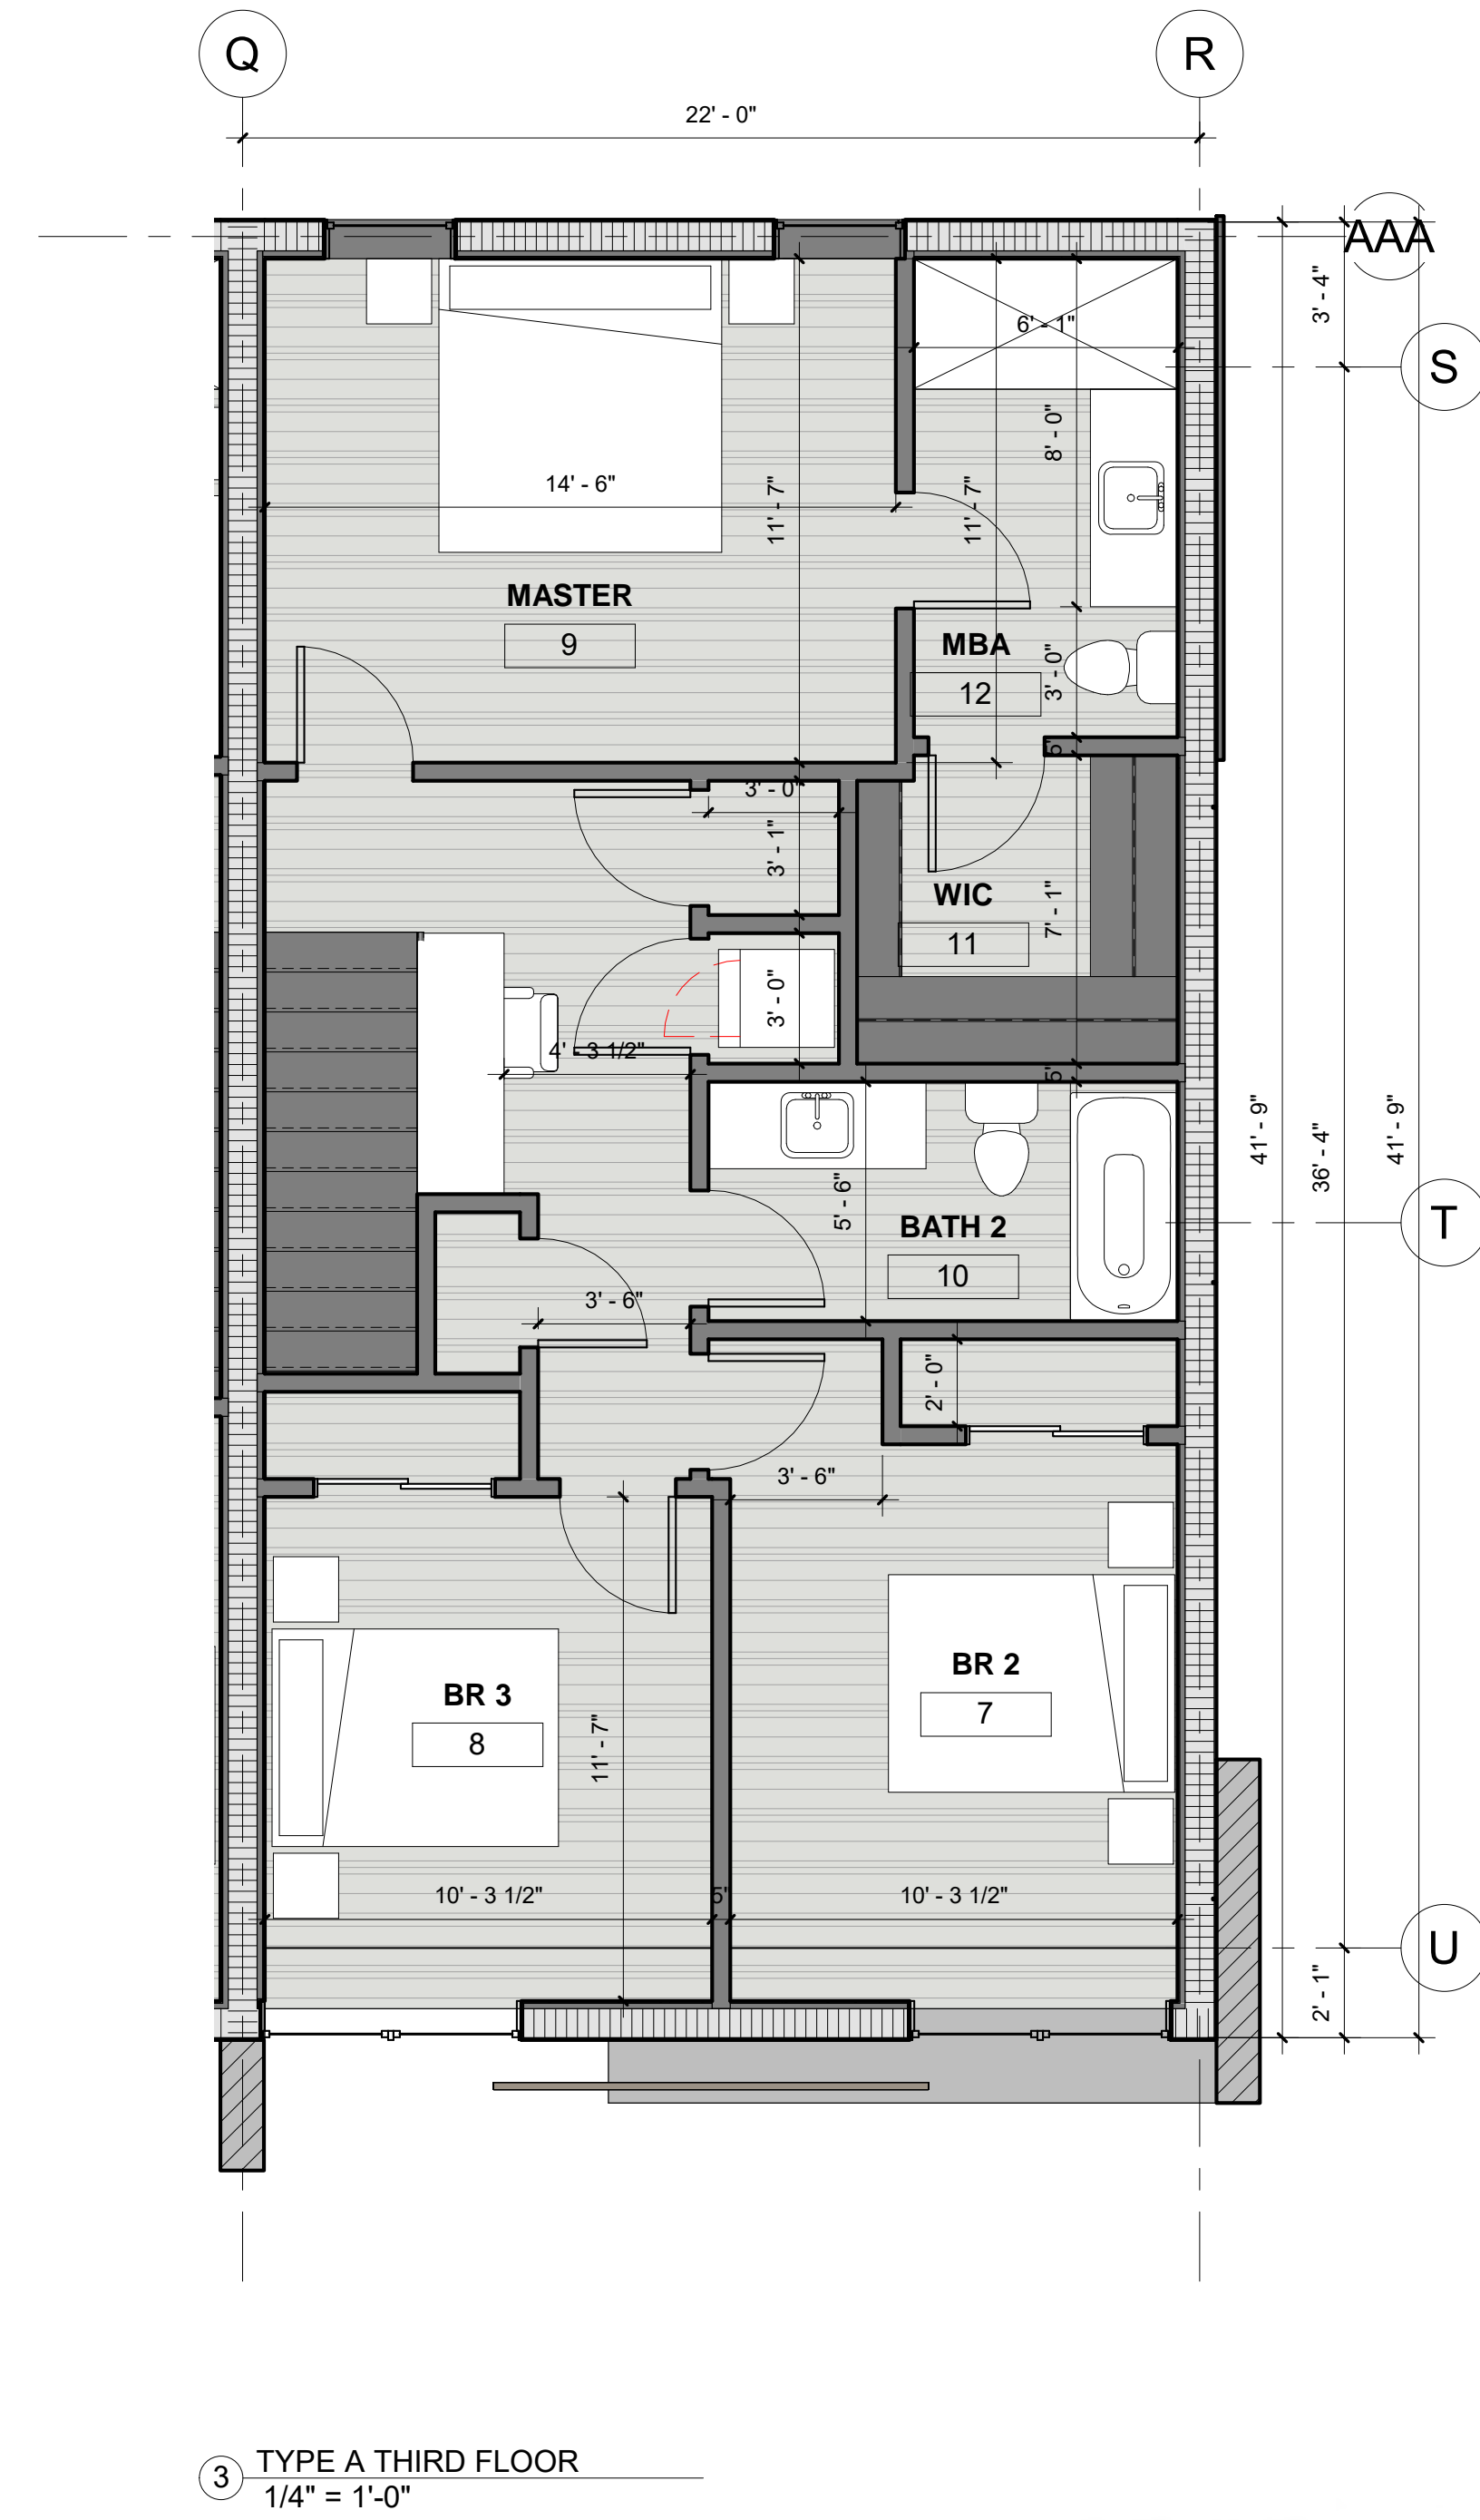 Q
R
22' - 0"
AAA
3' - 4"
S
6' - 1"
8' - 0"
14' - 6"
11' - 7"
11' - 7"
MASTER
9
MBA
12
3' - 0"
5"
3' - 0"
3' - 1"
WIC
11
7' - 1"
3' - 0"
4' - 3 1/2"
5"
41' - 9"
36' - 4"
41' - 9"
5' - 6"
BATH 2
10
T
3' - 6"
2' - 0"
3' - 6"
BR 2
7
BR 3
8
11' - 7"
10' - 3 1/2"
5"
10' - 3 1/2"
U
2' - 1"
3
TYPE A THIRD FLOOR
1/4" = 1'-0"